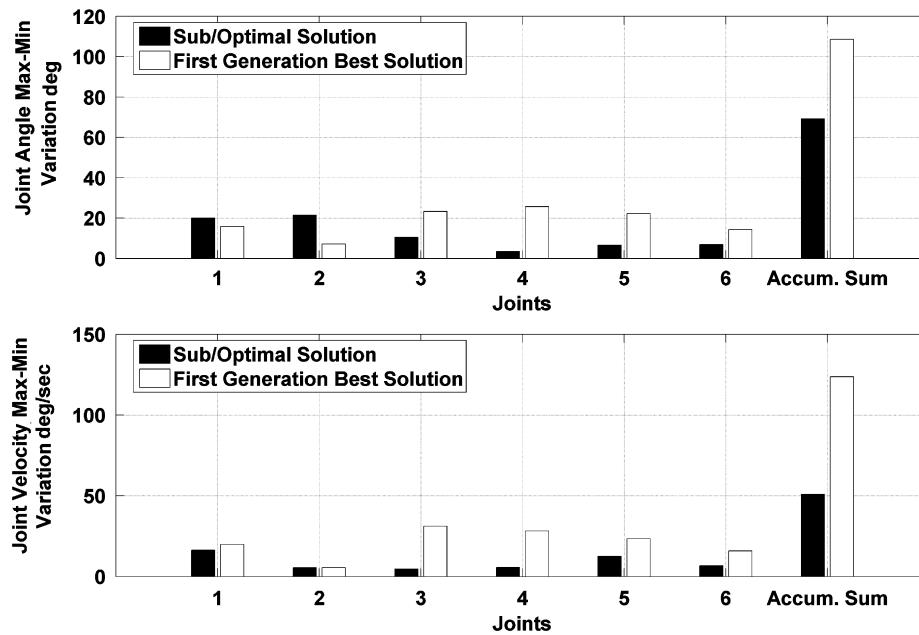 Joint Angle Max-Min
Variation deg
120
100
80
60
40
20
0
Sub/Optimal Solution
First Generation Best Solution
1 2 3 4 5 6 Accum. Sum
Joints
Joint Velocity Max-Min
Variation deg/sec
150
100
50
0
Sub/Optimal Solution
First Generation Best Solution
1 2 3 4 5 6 Accum. Sum
Joints